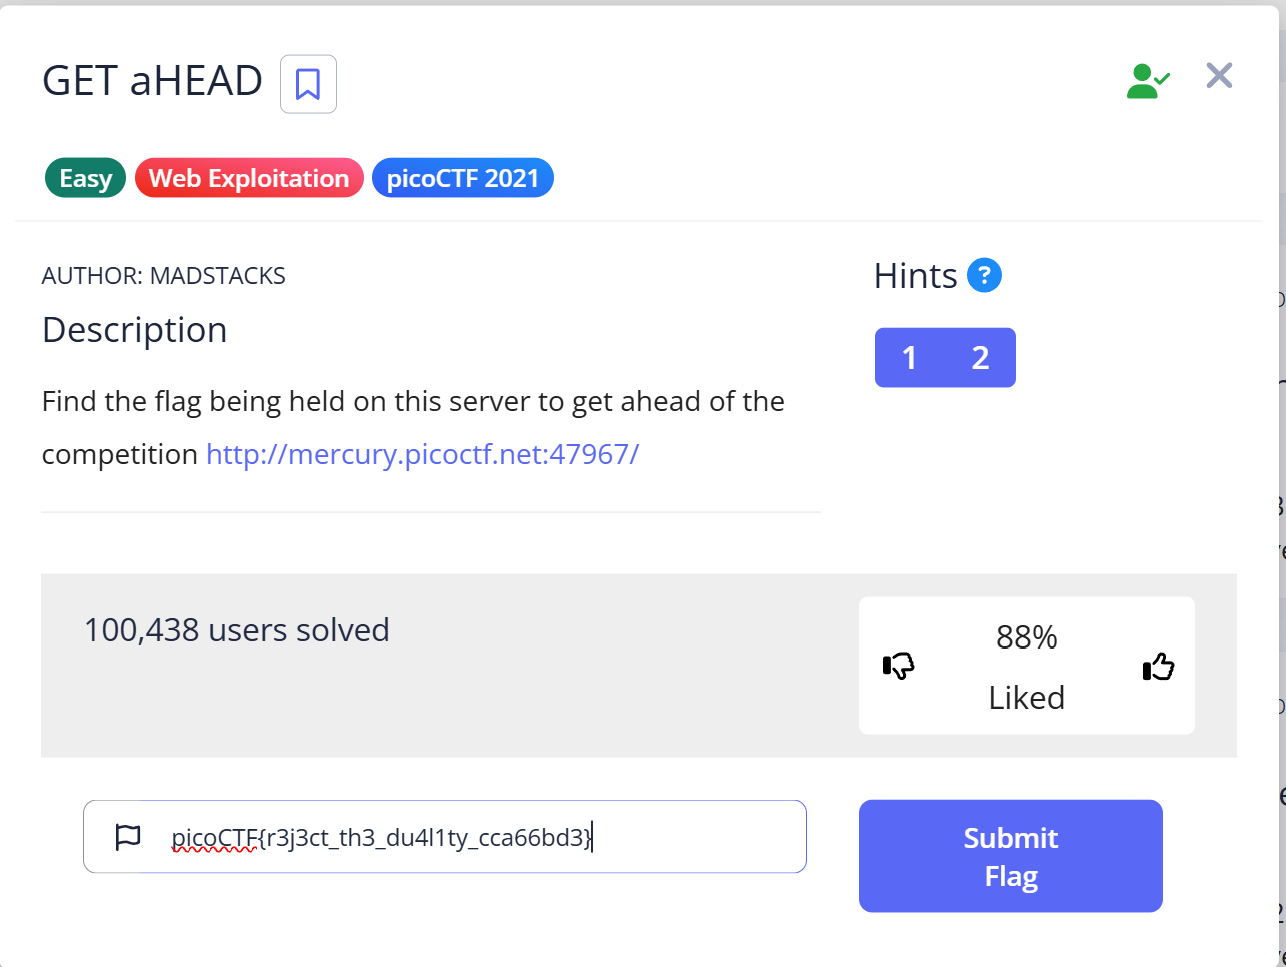 GET aHEAD
Easy Web Exploitation picoCTF 2021
AUTHOR: MADSTACKS
Description
Find the flag being held on this server to get ahead of the
competition http://mercury.picoctf.net:47967/
Hints ?
1 2
100,438 users solved
88%
Liked
picoCTF{r3j3ct_th3_du4l1ty_cca66bd3}
Submit
Flag